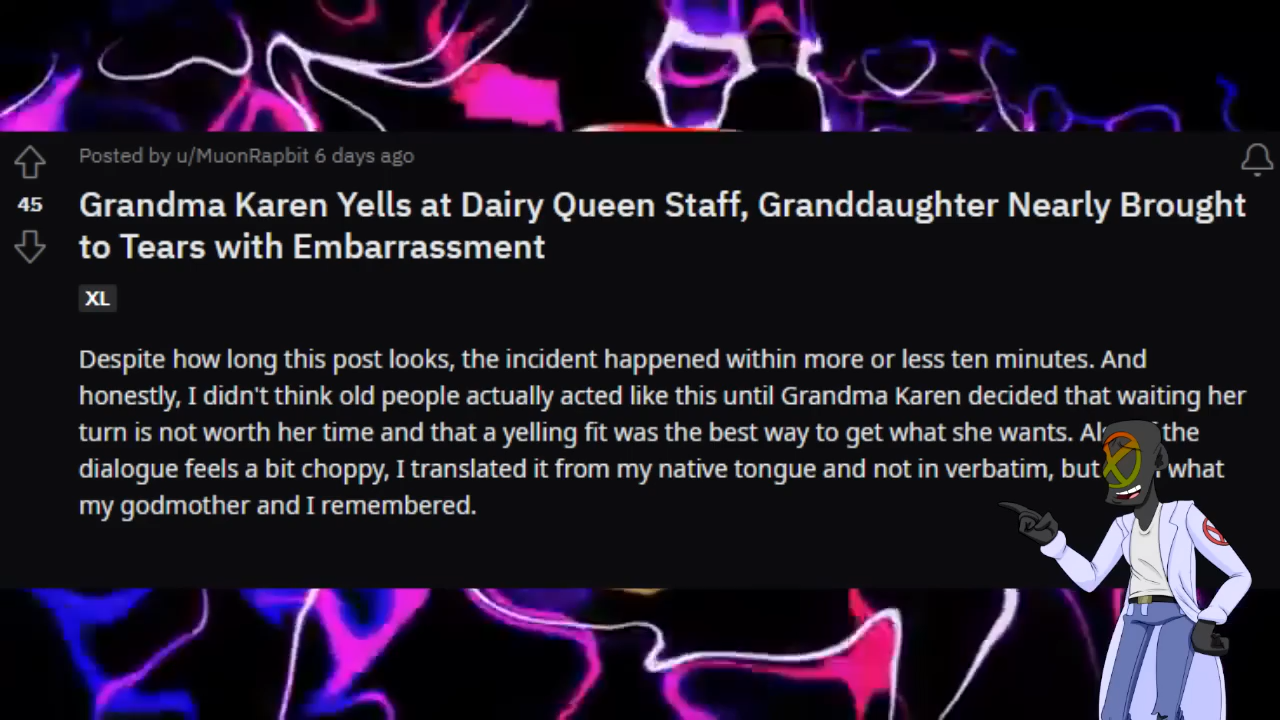 Posted by u/MuonRapbit 6 days ago
45
Grandma Karen Yells at Dairy Queen Staff, Granddaughter Nearly Brought
to Tears with Embarrassment
XL
Despite how long this post looks, the incident happened within more or less ten minutes. And
honestly, I didn't think old people actually acted like this until Grandma Karen decided that waiting her
turn is not worth her time and that a yelling fit was the best way to get what she wants. the
dialogue feels a bit choppy, I translated it from my native tongue and not in verbatim, but what
my godmother and I remembered.